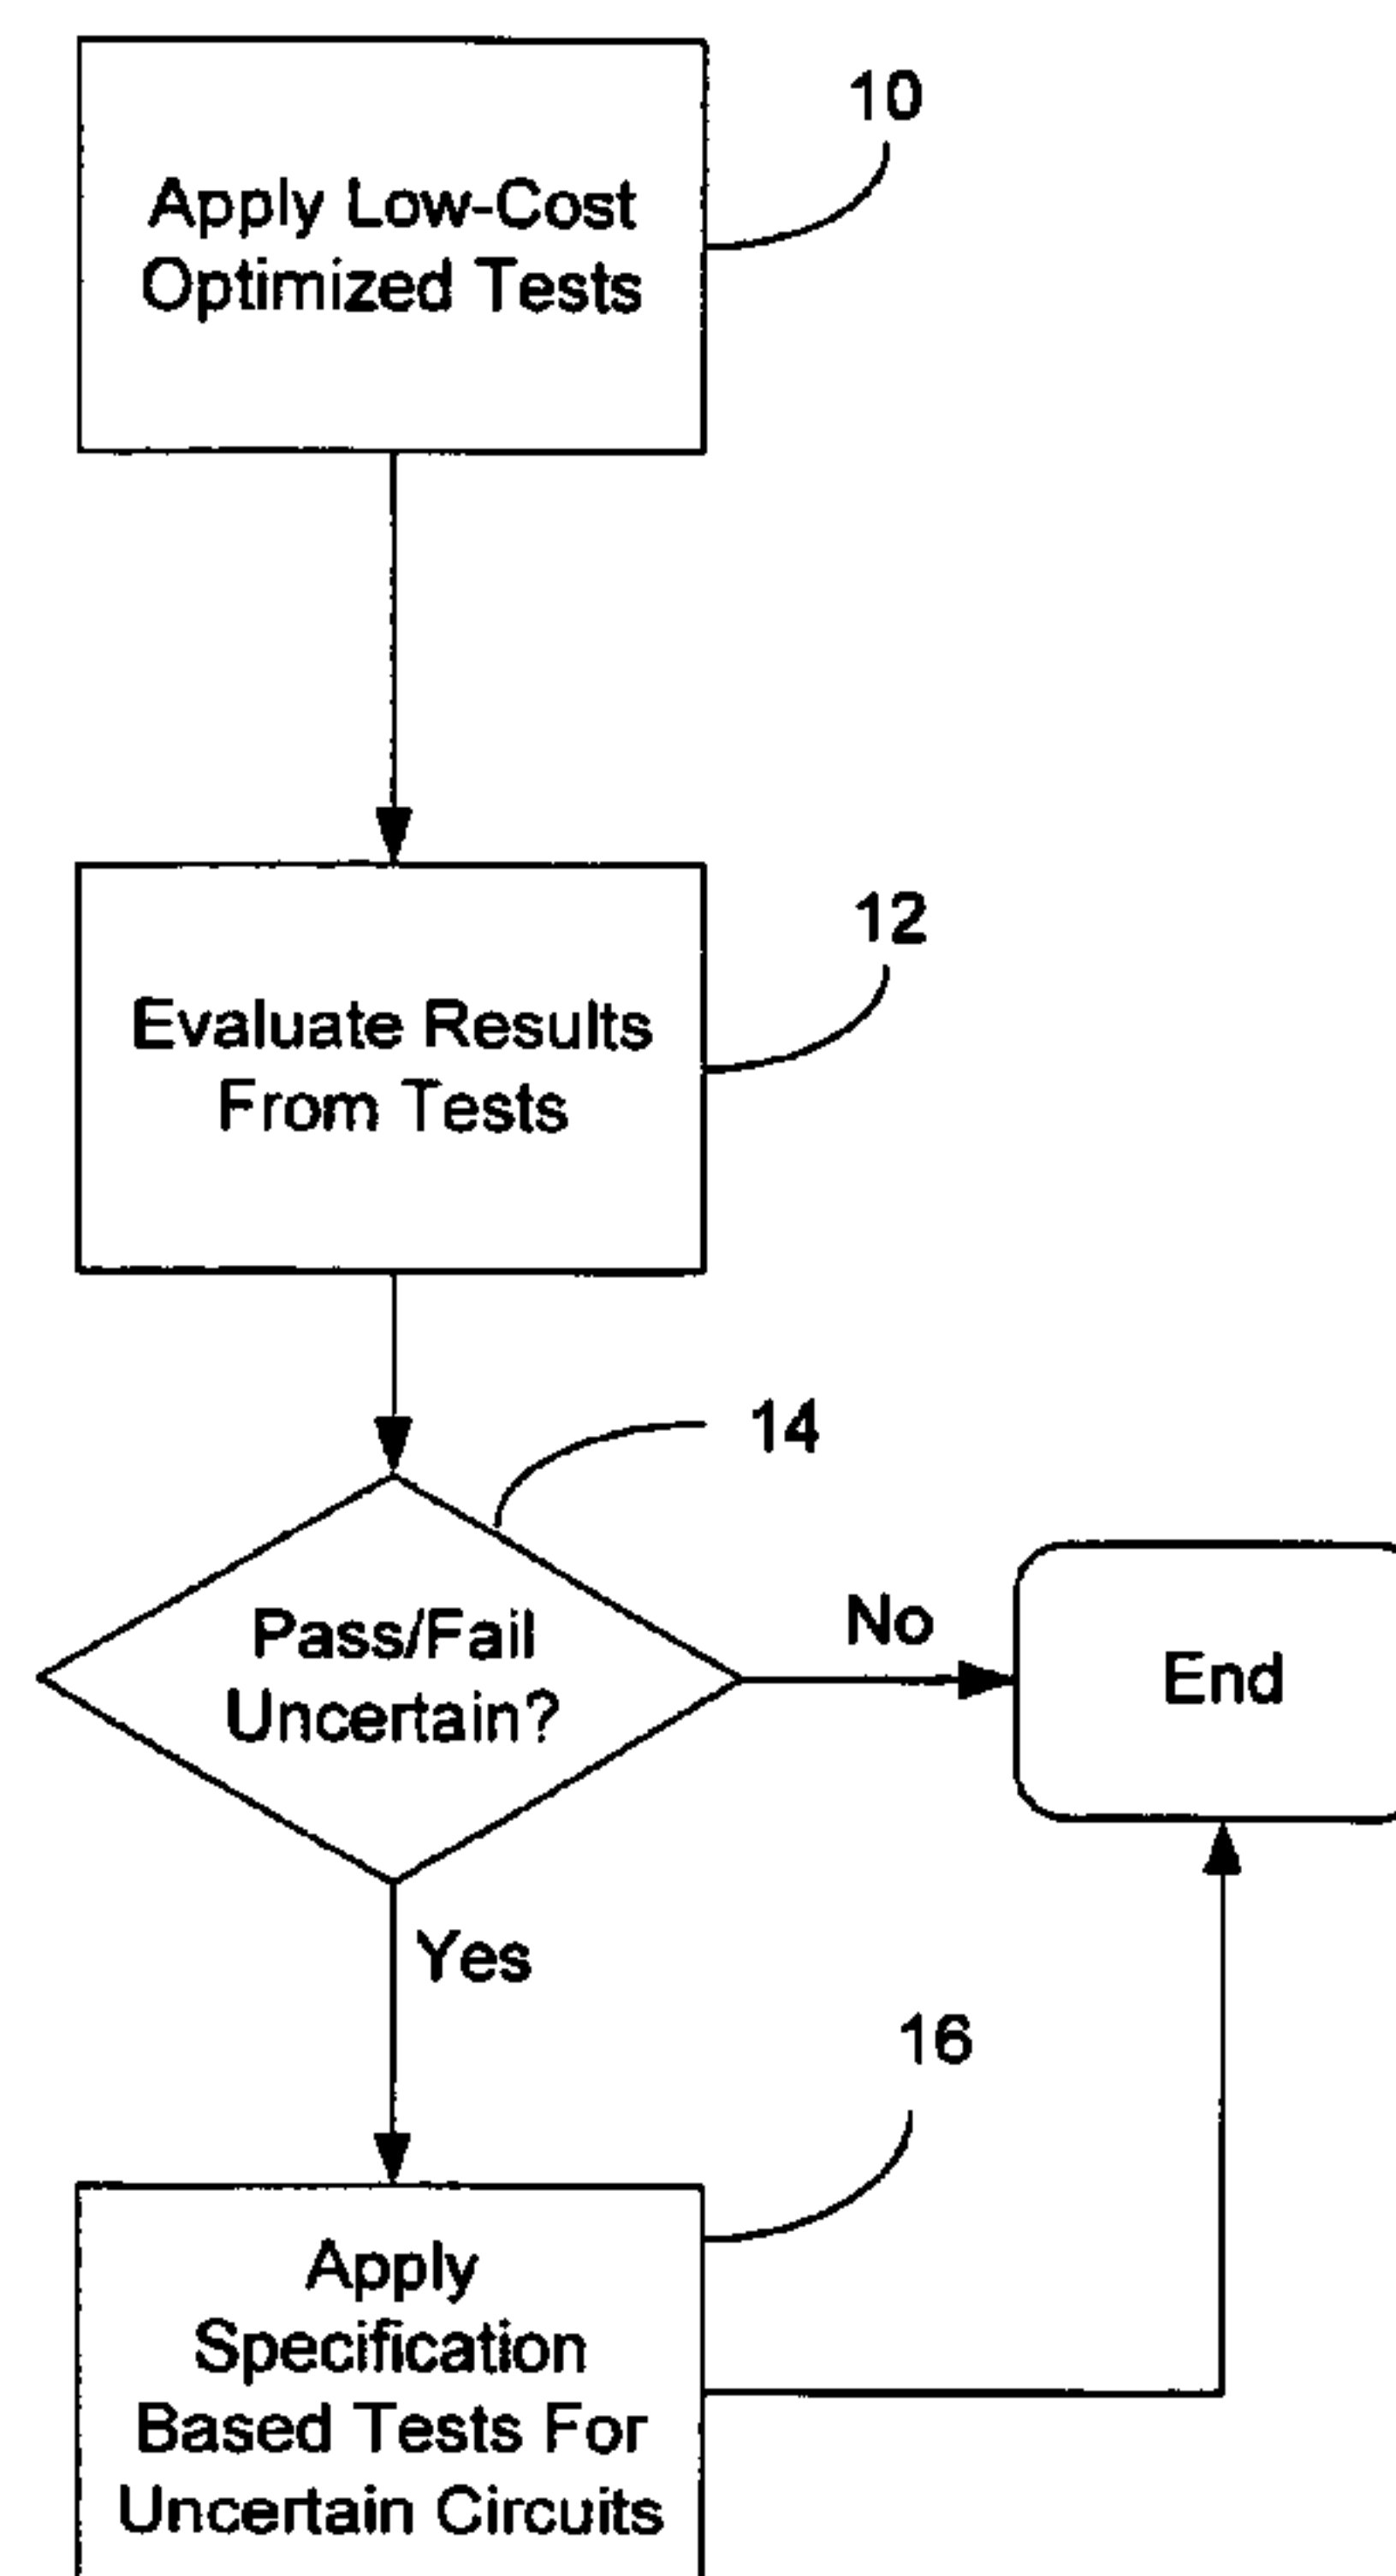 10
Apply Low-Cost
Optimized Tests
12
Evaluate Results
From Tests
14
Pass/Fail
Uncertain?
No
End
Yes
16
Apply
Specification
Based Tests For
Uncertain Circuits